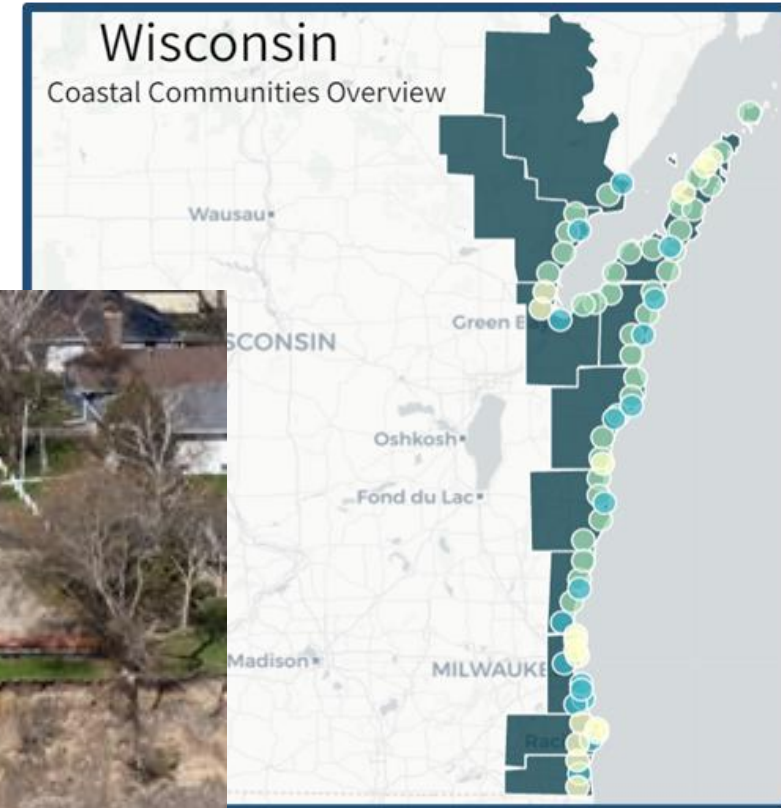 Wisconsin
Coastal Communities Overview
Wausau
Green B
SCONSIN
Oshkosh
Fond du Lac
Madison
MILWAUKE
Rac